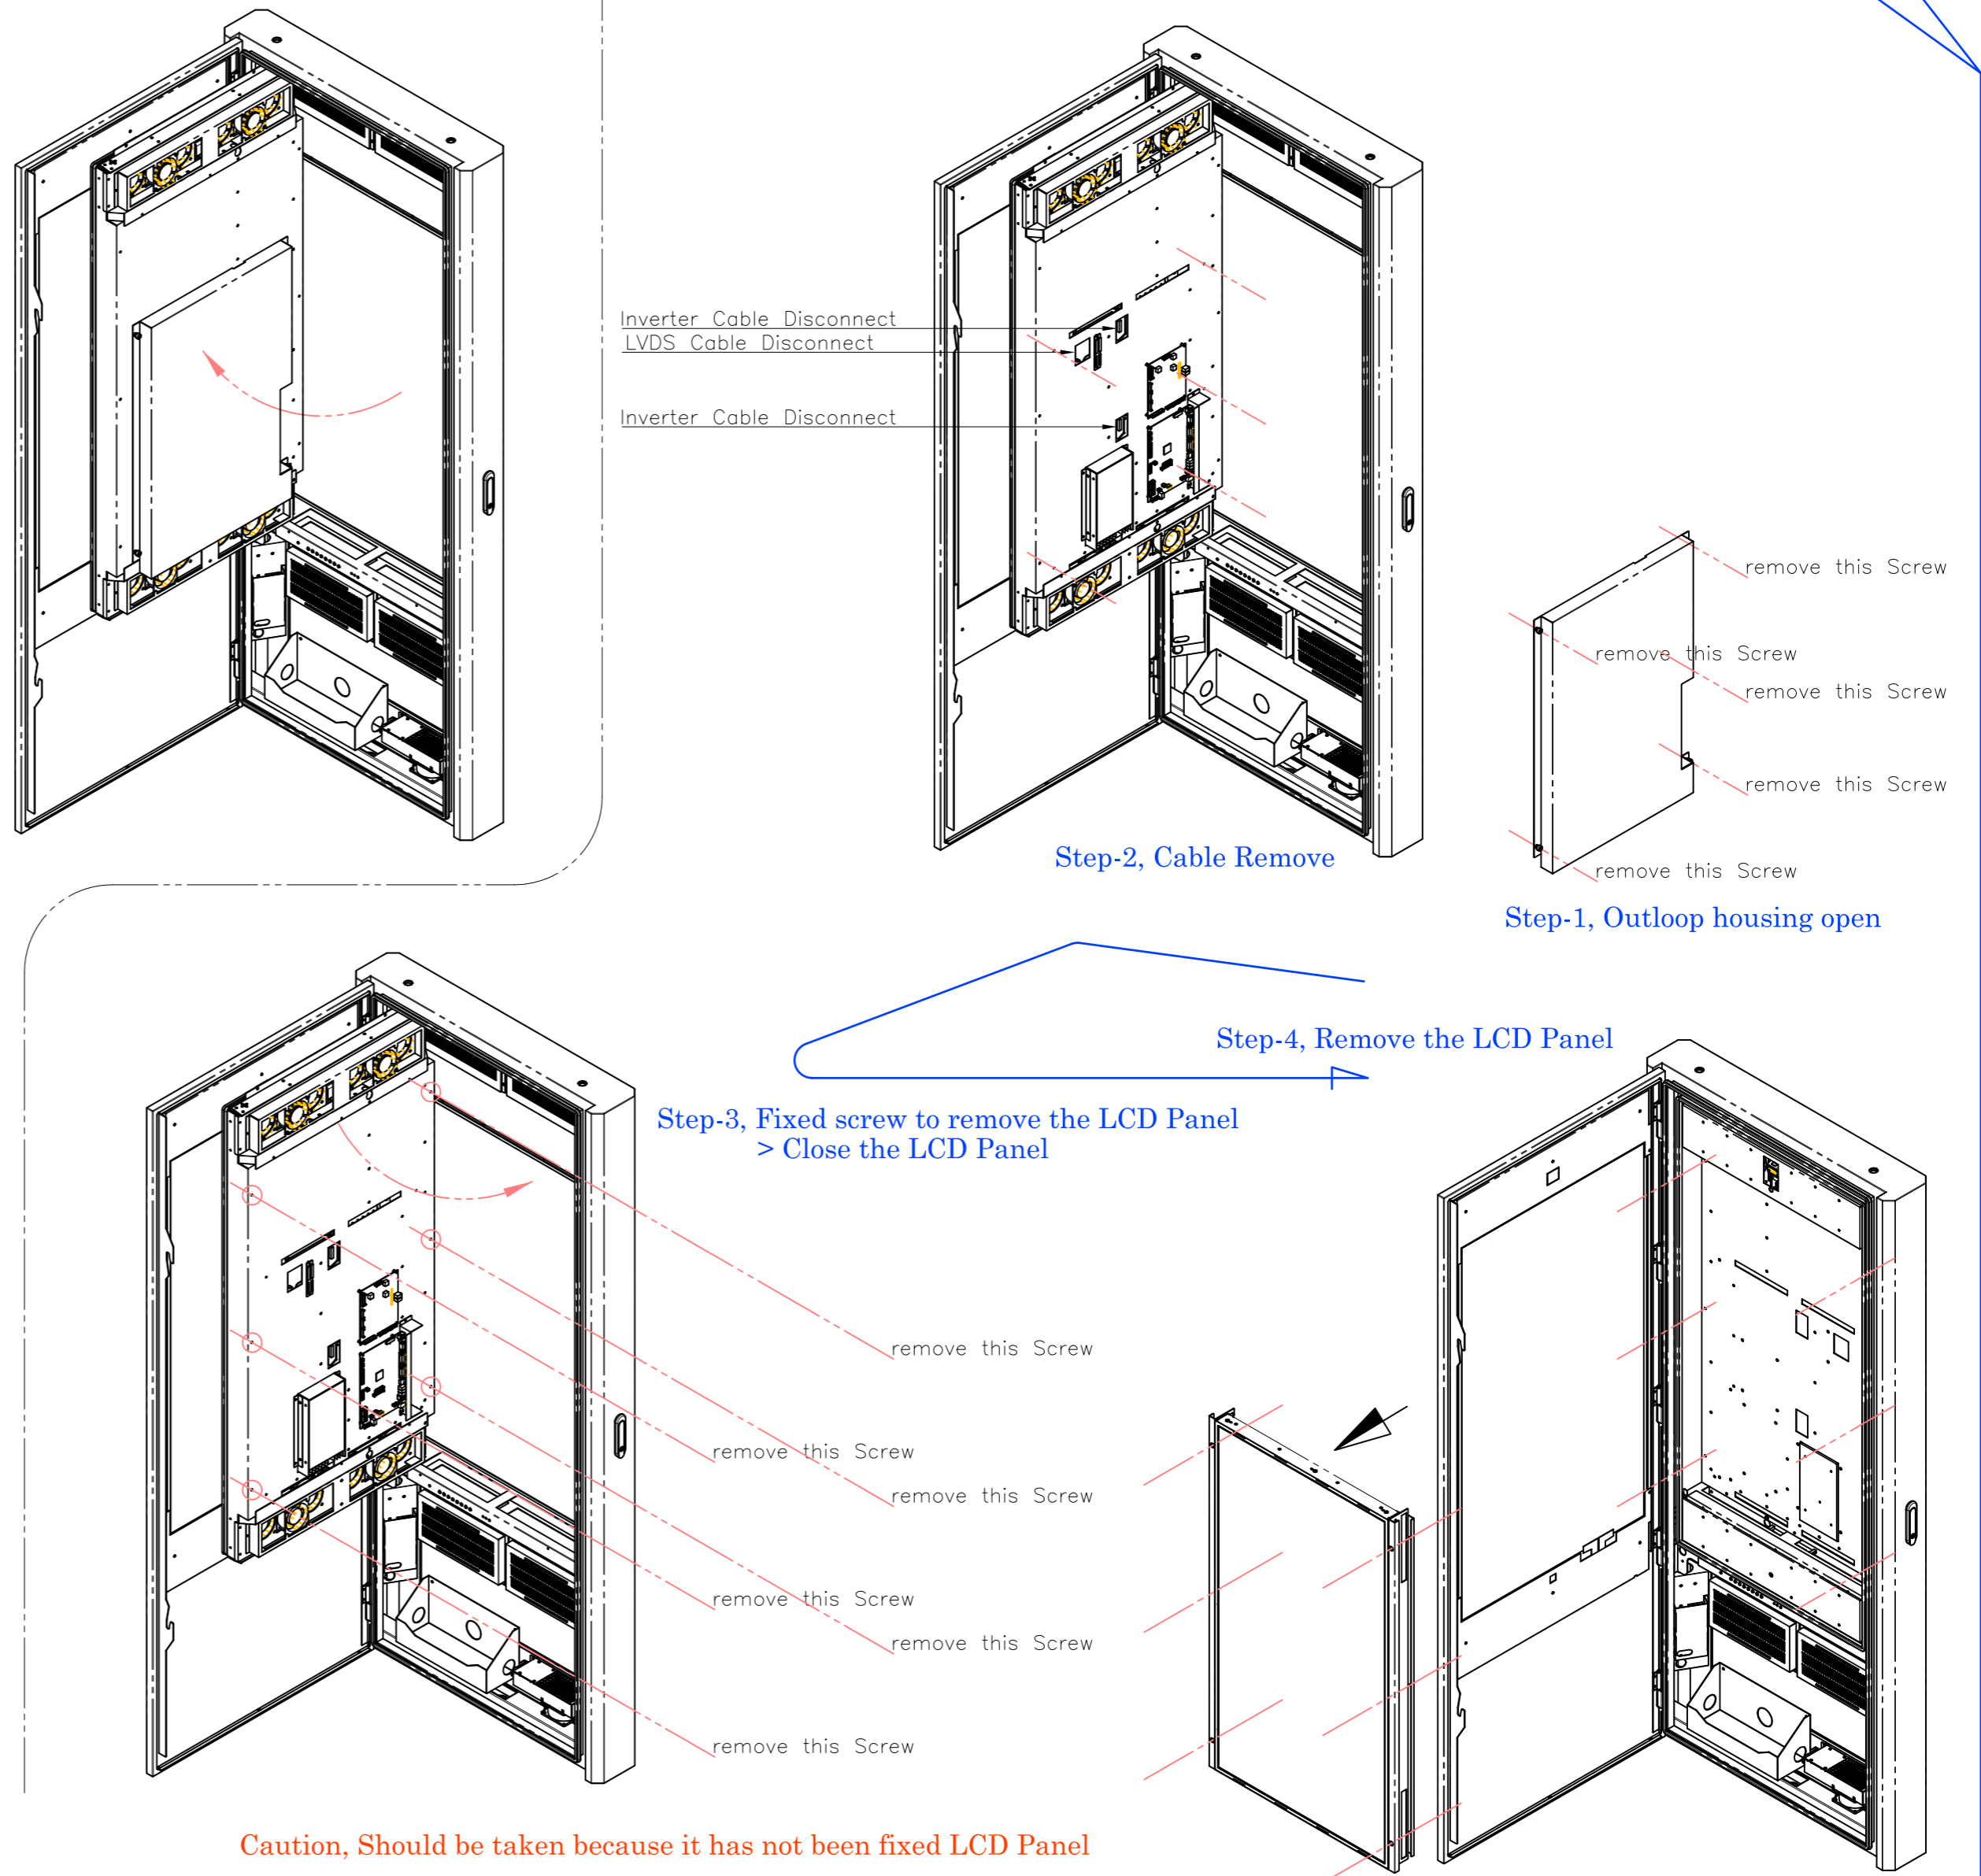 Inverter Cable Disconnect
LVDS Cable Disconnect
Inverter Cable Disconnect
remove this Screw
remove this Screw
remove this Screw
remove this Screw
remove this Screw
Step-2, Cable Remove
Step-1, Outloop housing open
Step-4, Remove the LCD Panel
Step-3, Fixed screw to remove the LCD Panel
> Close the LCD Panel
remove this Screw
remove this Screw
remove this Screw
remove this Screw
remove this Screw
remove this Screw
Caution, Should be taken because it has not been fixed LCD Panel